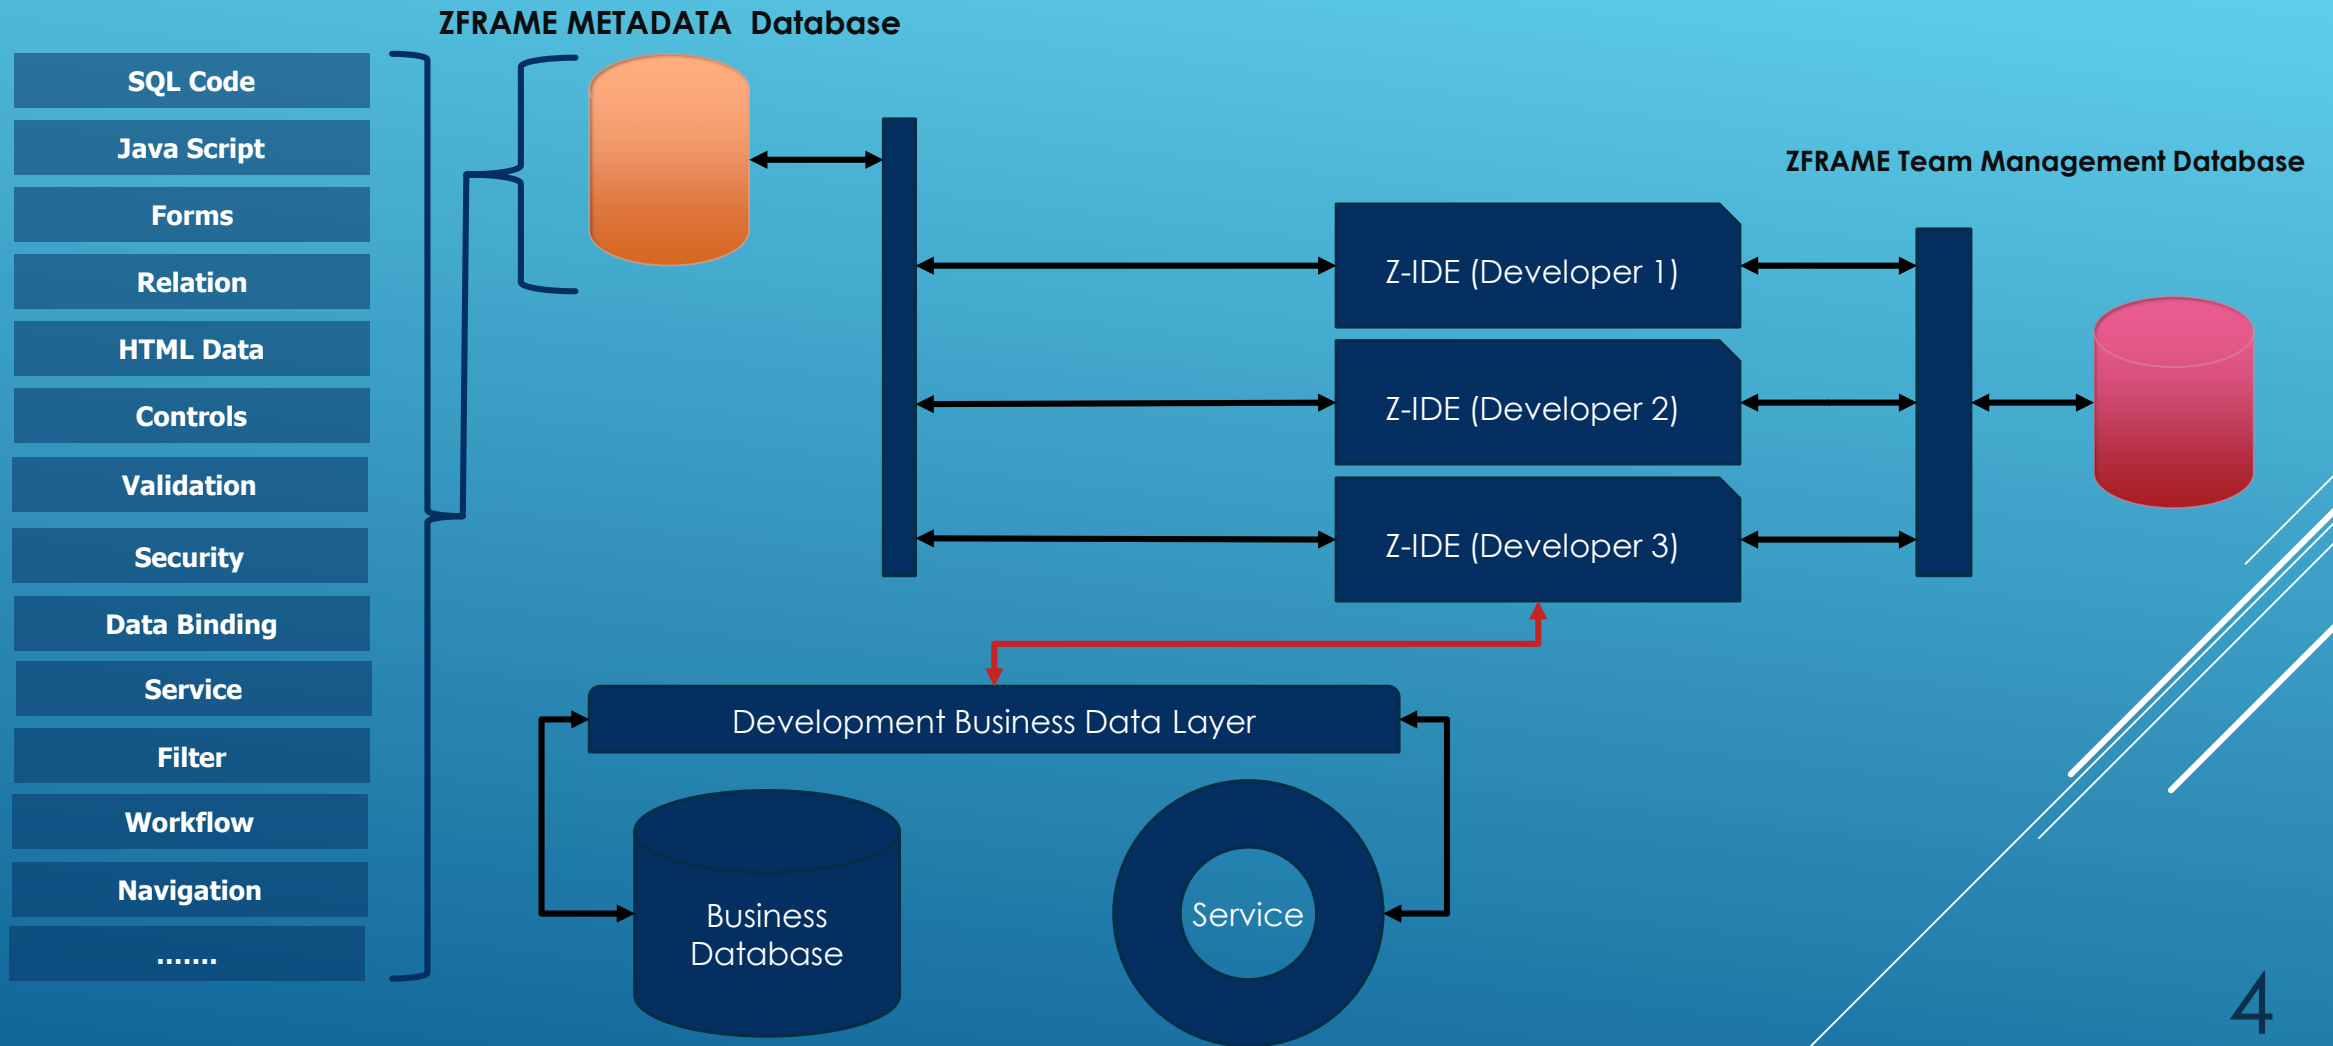 ZFRAME METADATA Database
SQL Code
Java Script
Forms
Relation
HTML Data
Controls
Validation
Security
Data Binding
Service
Filter
Workflow
Navigation
.......
ZFRAME Team Management Database
Z-IDE (Developer 1)
Z-IDE (Developer 2)
Z-IDE (Developer 3)
Development Business Data Layer
Business
Database
Service
4